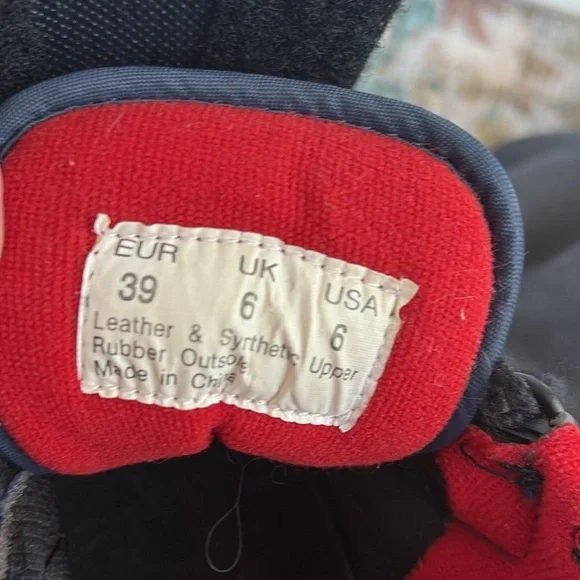 EUR UK USA
39 6 6
Leather & Synthetic Upper
Rubber Outsole
Made in China